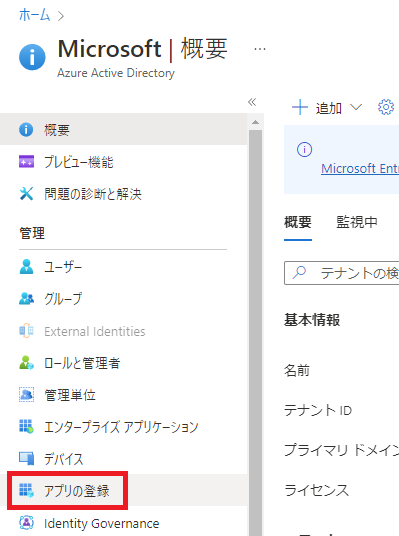 ホーム
Microsoft | 概要 …
Azure Active Directory
概要
プレビュー機能
問題の診断と解決
管理
ユーザー
グループ
External Identities
ロールと管理者
管理単位
エンタープライズ アプリケーション
デバイス
アプリの登録
Identity Governance
追加
Microsoft Entr
概要 監視中
テナントの検
基本情報
名前
テナント ID
プライマリ ドメイン
ライセンス